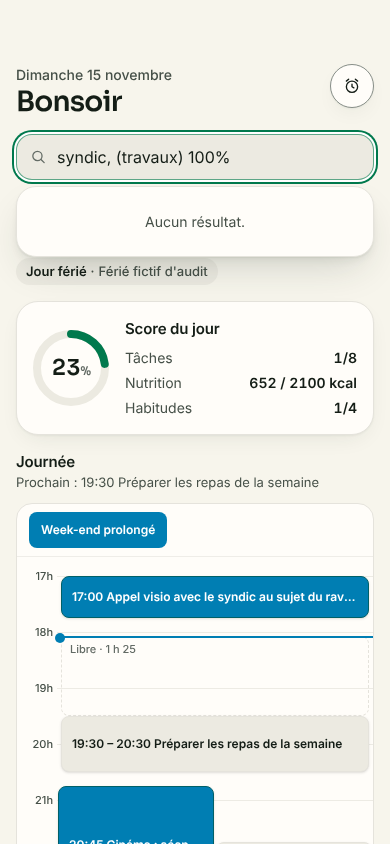 Dimanche 15 novembre
Bonsoir
syndic, (travaux) 100%
Aucun résultat.
Jour férié · Férié fictif d'audit
Score du jour
23%
Tâches 1/8
Nutrition 652 / 2100 kcal
Habitudes 1/4
Journée
Prochain : 19:30 Préparer les repas de la semaine
Week-end prolongé
17h
17:00 Appel visio avec le syndic au sujet du rav…
18h
Libre · 1 h 25
19h
19:30 – 20:30 Préparer les repas de la semaine
20h
21h